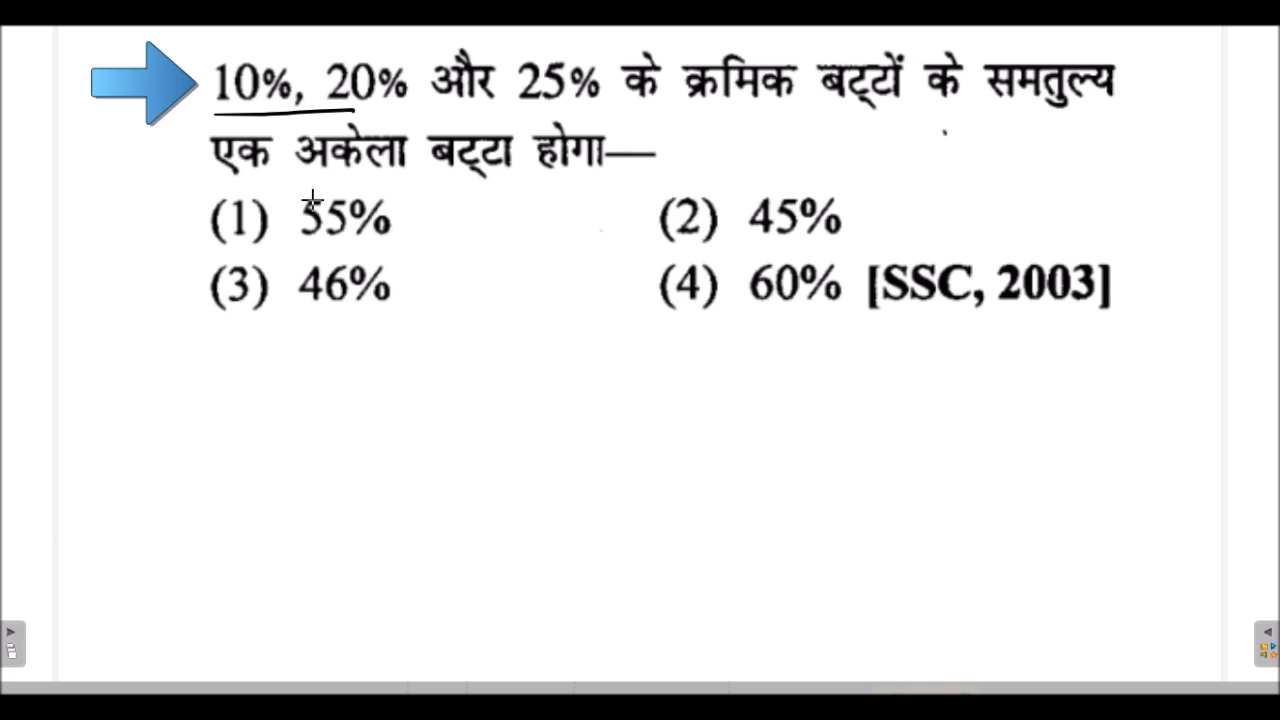 10%, 20% और 25% के क्रमिक बट्टों के समतुल्य
एक अकेला बट्टा होगा—
(1) 55% (2) 45%
(3) 46% (4) 60% [SSC, 2003]